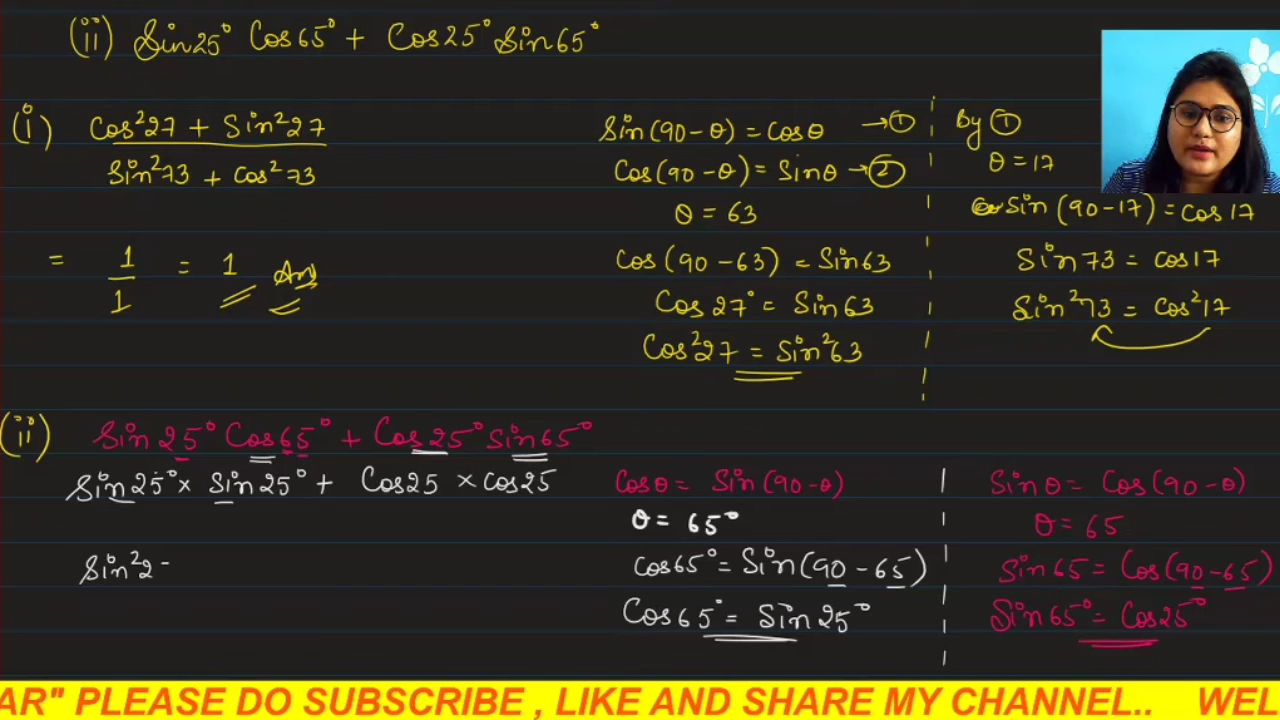 (ii) Sin25° Cos65° + Cos25° Sin65°
(i) Cos²27 + Sin²27
Sin²73 + Cos²73
= 1 = 1 Ans
1
Sin(90-θ) = Cosθ → ①
Cos(90-θ) = Sinθ → ②
θ = 63
Cos(90-63) = Sin63
Cos27° = Sin63
Cos²27 = Sin²63
By ①
θ = 17
Sin(90-17) = Cos17
Sin73 = Cos17
Sin²73 = Cos²17
(ii) Sin25° Cos65° + Cos25° Sin65°
Sin25° × Sin25° + Cos25 × Cos25
Sin²2
Cosθ = Sin(90-θ)
θ = 65°
Cos65° = Sin(90-65)
Cos65° = Sin25°
Sinθ = Cos(90-θ)
θ = 65
Sin65 = Cos(90-65)
Sin65° = Cos25°
AR" PLEASE DO SUBSCRIBE , LIKE AND SHARE MY CHANNEL.. WEL